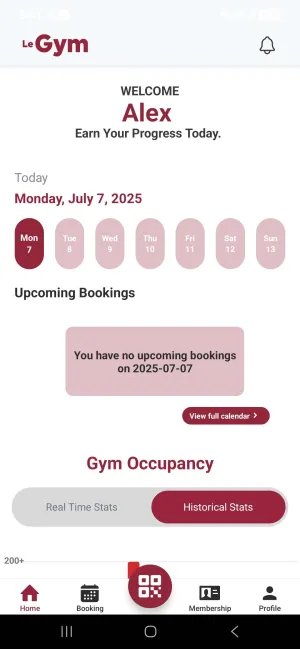 Le Gym
WELCOME
Alex
Earn Your Progress Today.
Today
Monday, July 7, 2025
Mon Tue Wed Thu Fri Sat Sun
7 8 9 10 11 12 13
Upcoming Bookings
You have no upcoming bookings
on 2025-07-07
View full calendar
Gym Occupancy
Real Time Stats Historical Stats
200+
Home Booking Membership Profile